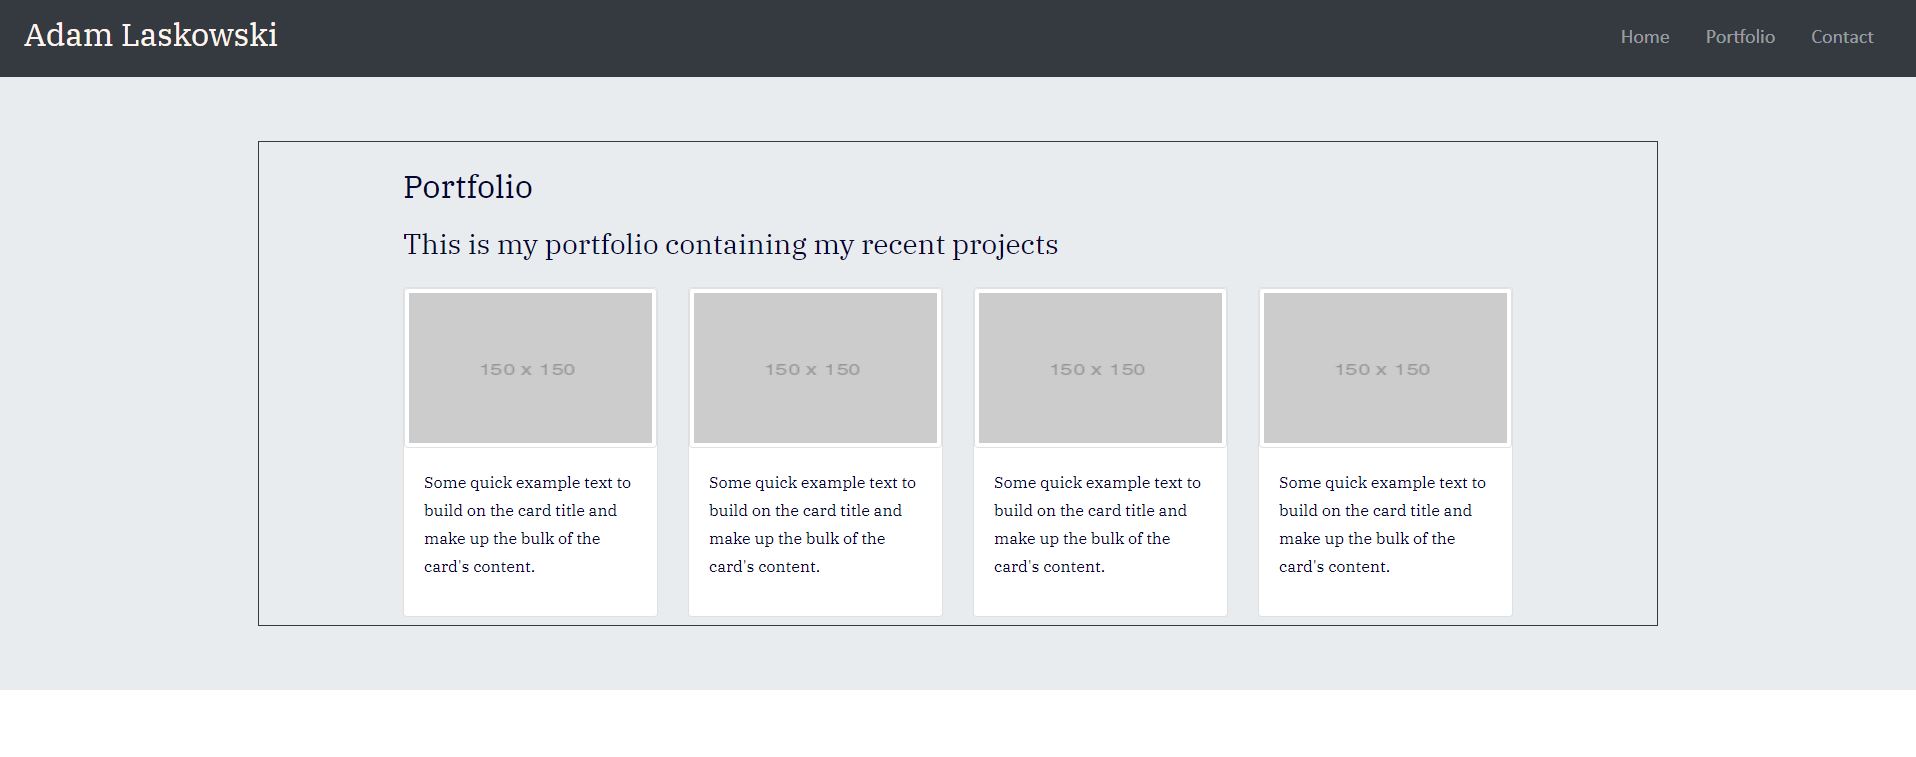 Adam Laskowski
Home Portfolio Contact
Portfolio
This is my portfolio containing my recent projects
150 x 150
150 x 150
150 x 150
150 x 150
Some quick example text to
build on the card title and
make up the bulk of the
card's content.
Some quick example text to
build on the card title and
make up the bulk of the
card's content.
Some quick example text to
build on the card title and
make up the bulk of the
card's content.
Some quick example text to
build on the card title and
make up the bulk of the
card's content.